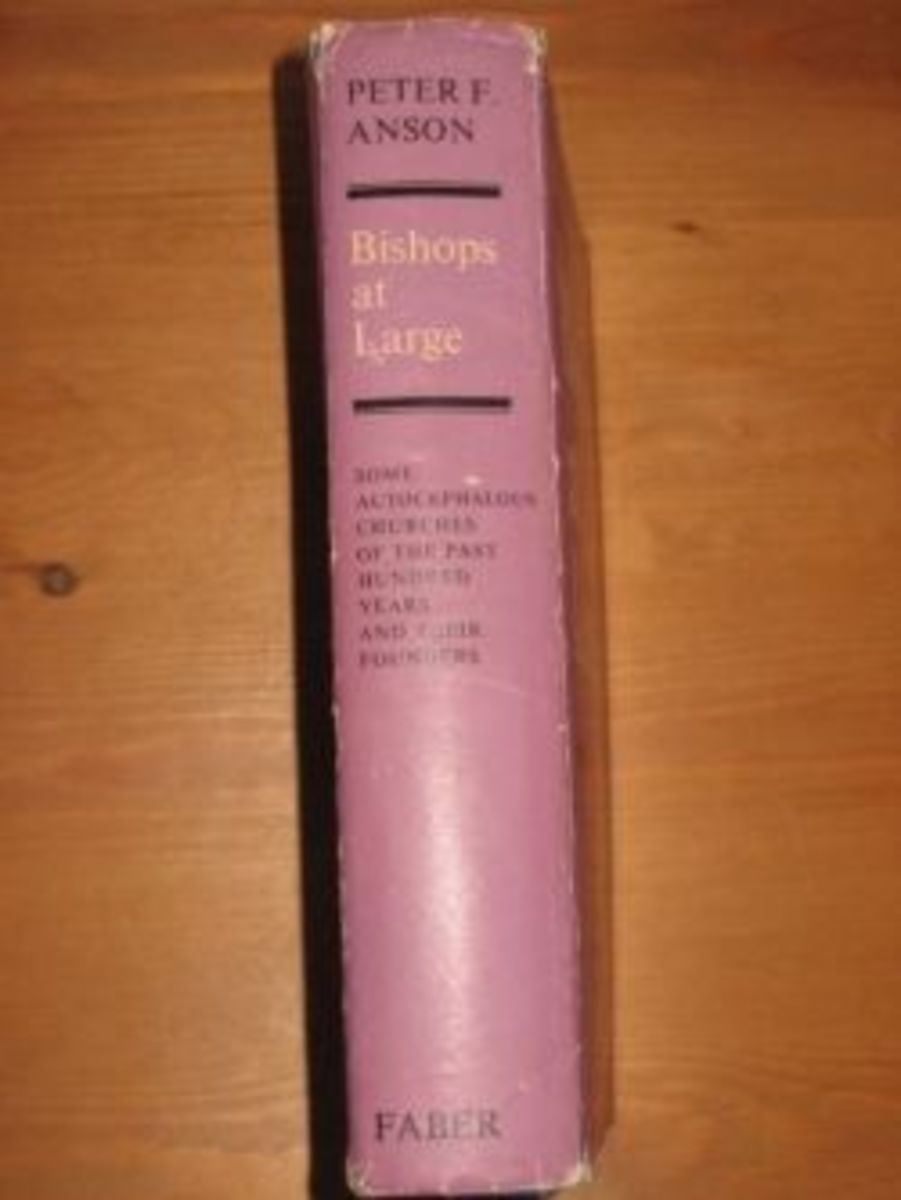 PETER F.
ANSON
Bishops
at
Large
SOME
AUTOCEPHALOUS
CHURCHES
OF THE PAST
HUNDRED
YEARS
AND THEIR
FOUNDERS
FABER